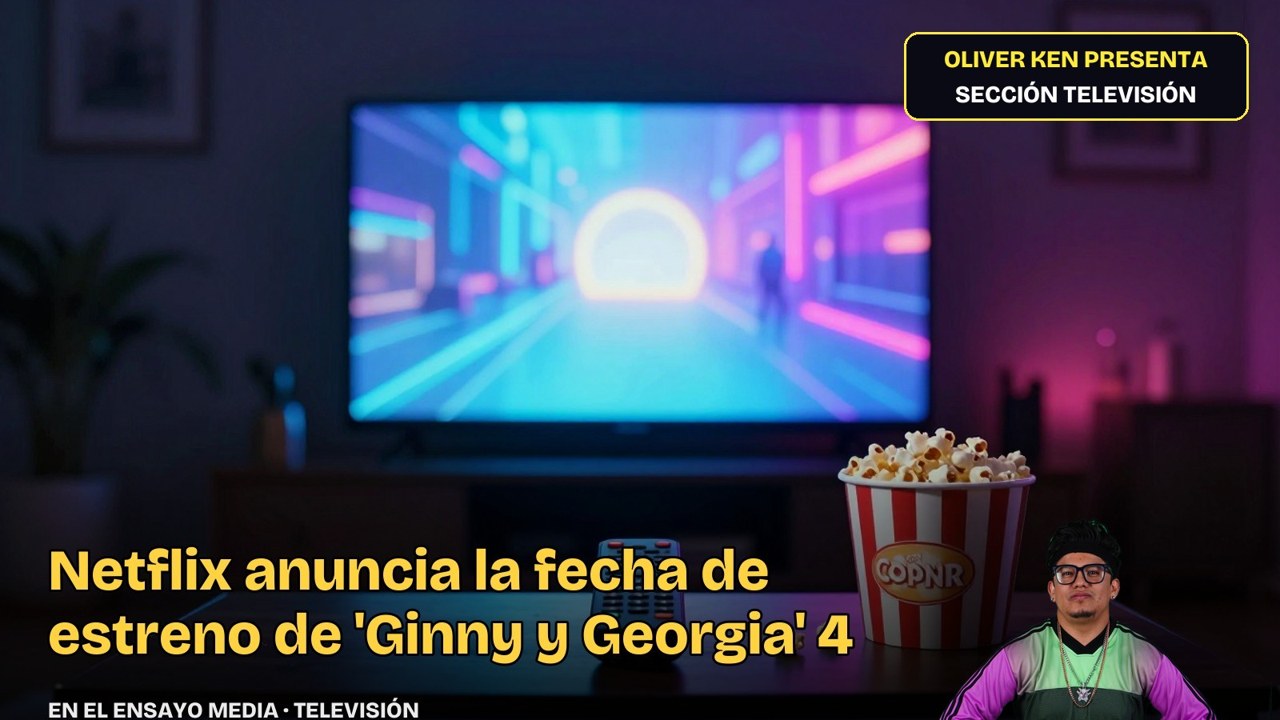 OLIVER KEN PRESENTA
SECCIÓN TELEVISIÓN
COPNR
Netflix anuncia la fecha de
estreno de 'Ginny y Georgia' 4
EN EL ENSAYO MEDIA · TELEVISIÓN